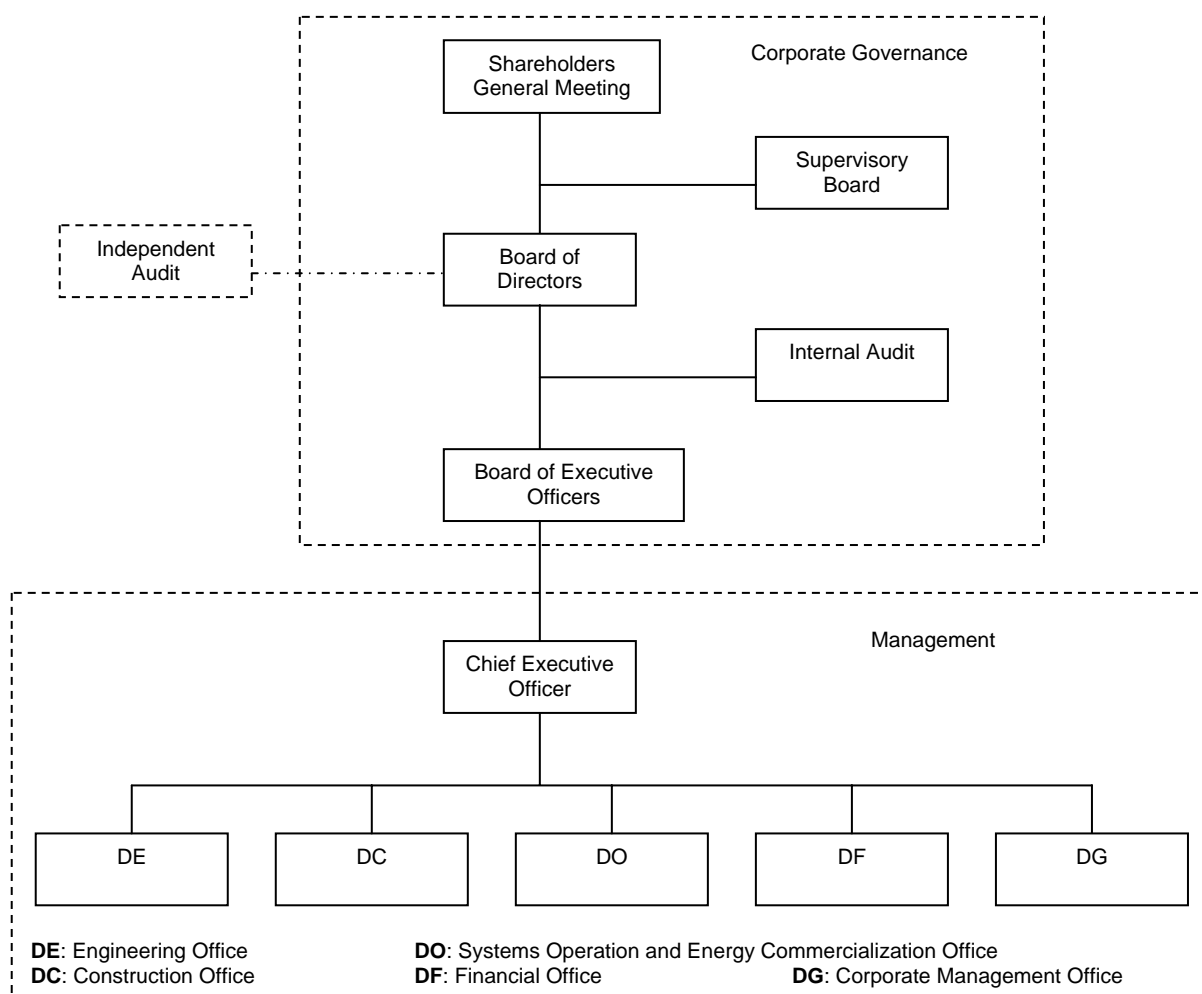 Corporate Governance
Shareholders
General Meeting
Supervisory
Board
Independent
Audit
Board of
Directors
Internal Audit
Board of Executive
Officers
Management
Chief Executive
Officer
DE
DC
DO
DF
DG
DE: Engineering Office
DO: Systems Operation and Energy Commercialization Office
DC: Construction Office
DF: Financial Office
DG: Corporate Management Office